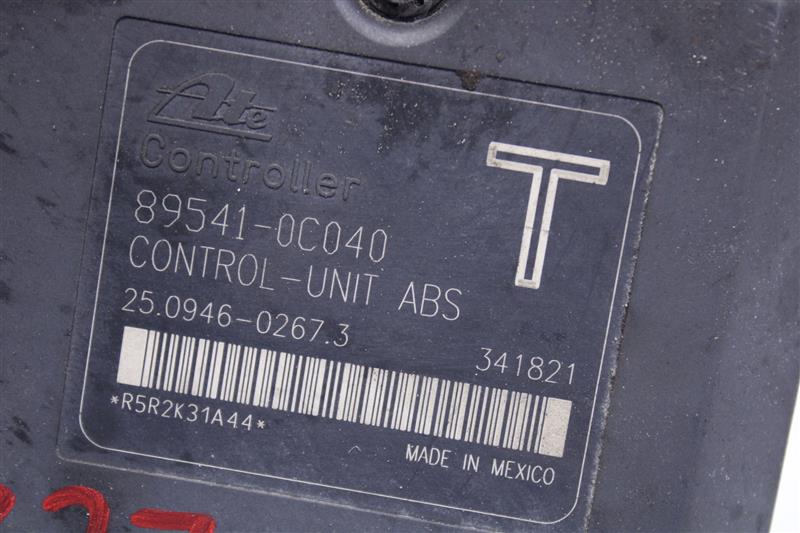 Ate
Controller
T
89541-0C040
CONTROL-UNIT ABS
25.0946-0267.3
341821
*R5R2K31A44*
MADE IN MEXICO